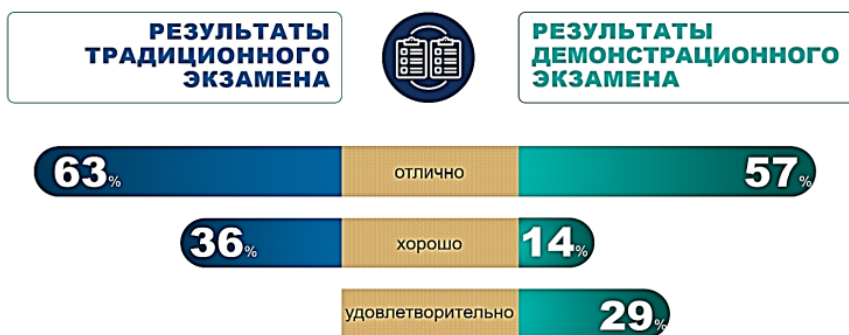 РЕЗУЛЬТАТЫ
ТРАДИЦИОННОГО
ЭКЗАМЕНА
РЕЗУЛЬТАТЫ
ДЕМОНСТРАЦИОННОГО
ЭКЗАМЕНА
63% отлично 57%
36% хорошо 14%
удовлетворительно 29%